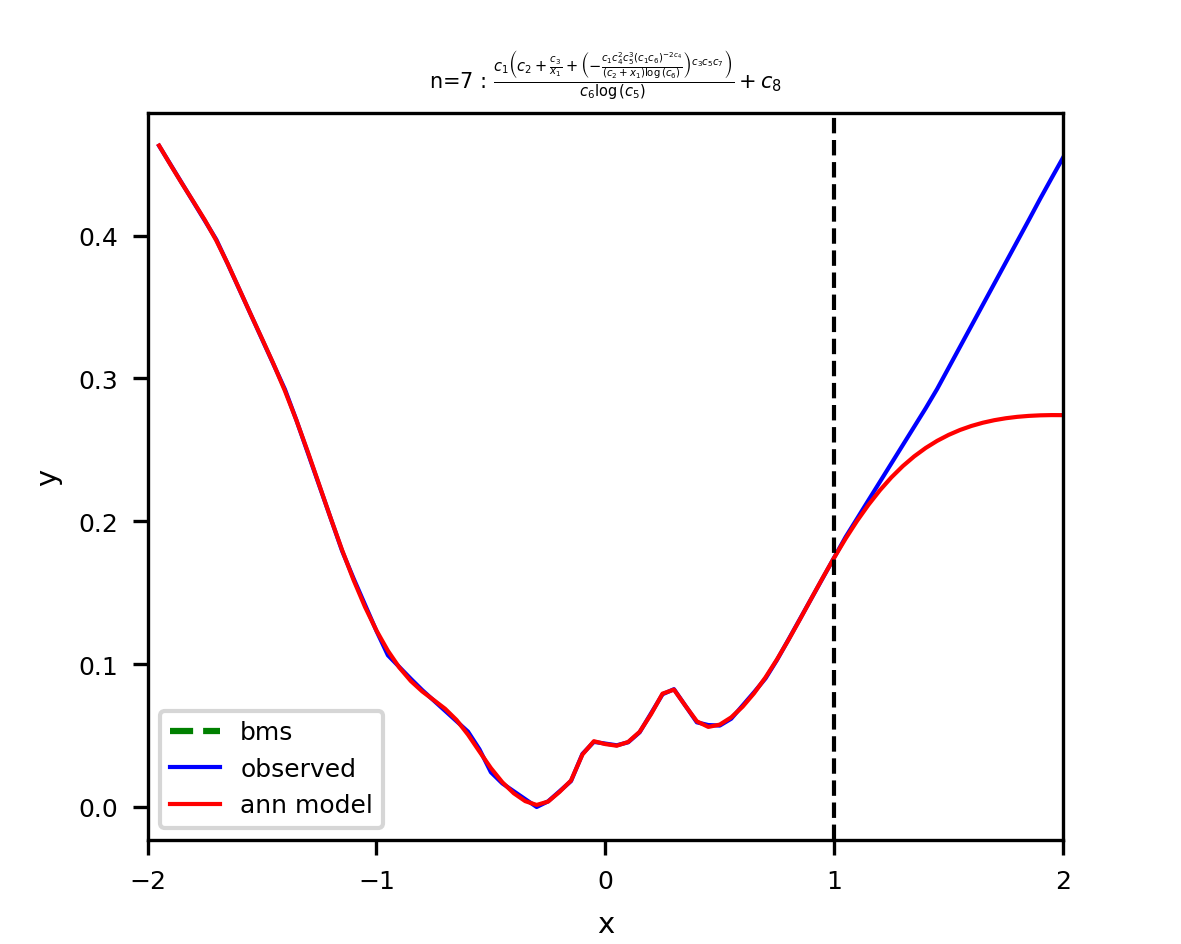 n=7 : \frac{c_1\left(c_2+\frac{c_3}{x_1}+\left(-\frac{c_1c_4^2c_5^3(c_1c_6)^{-2c_4}}{(c_2+x_1)\log(c_6)}\right)^{c_3c_5c_7}\right)}{c_6\log(c_5)}+c_8
0.4
0.3
0.2
0.1
0.0
y
bms
observed
ann model
−2
−1
0
1
2
x